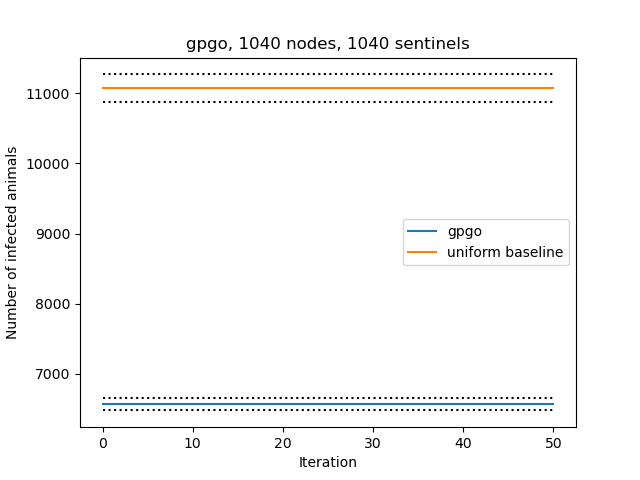 gpgo, 1040 nodes, 1040 sentinels
Number of infected animals
11000
10000
9000
8000
7000
gpgo
uniform baseline
0 10 20 30 40 50
Iteration